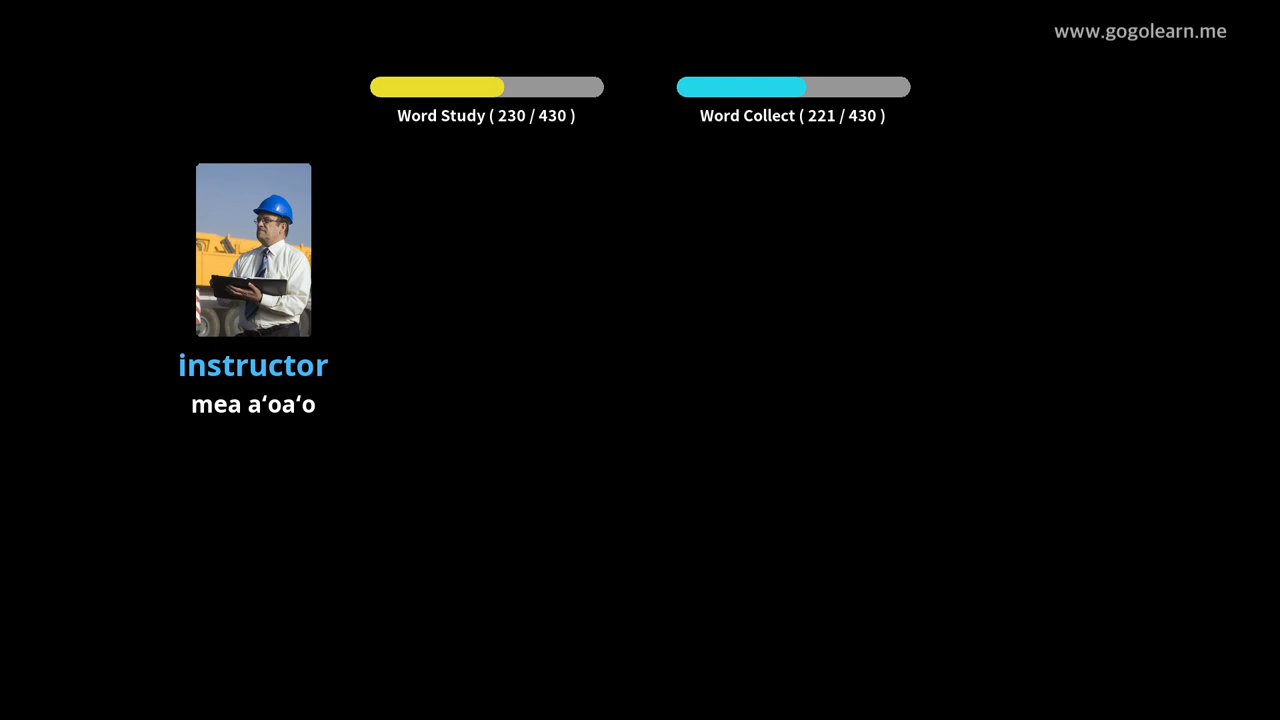 www.gogolearn.me
Word Study ( 230 / 430 )
Word Collect ( 221 / 430 )
instructor
mea aʻoaʻo